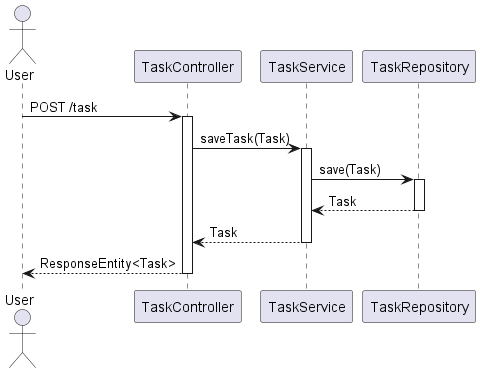 User
TaskController
TaskService
TaskRepository
POST /task
saveTask(Task)
save(Task)
Task
Task
ResponseEntity<Task>
User
TaskController
TaskService
TaskRepository